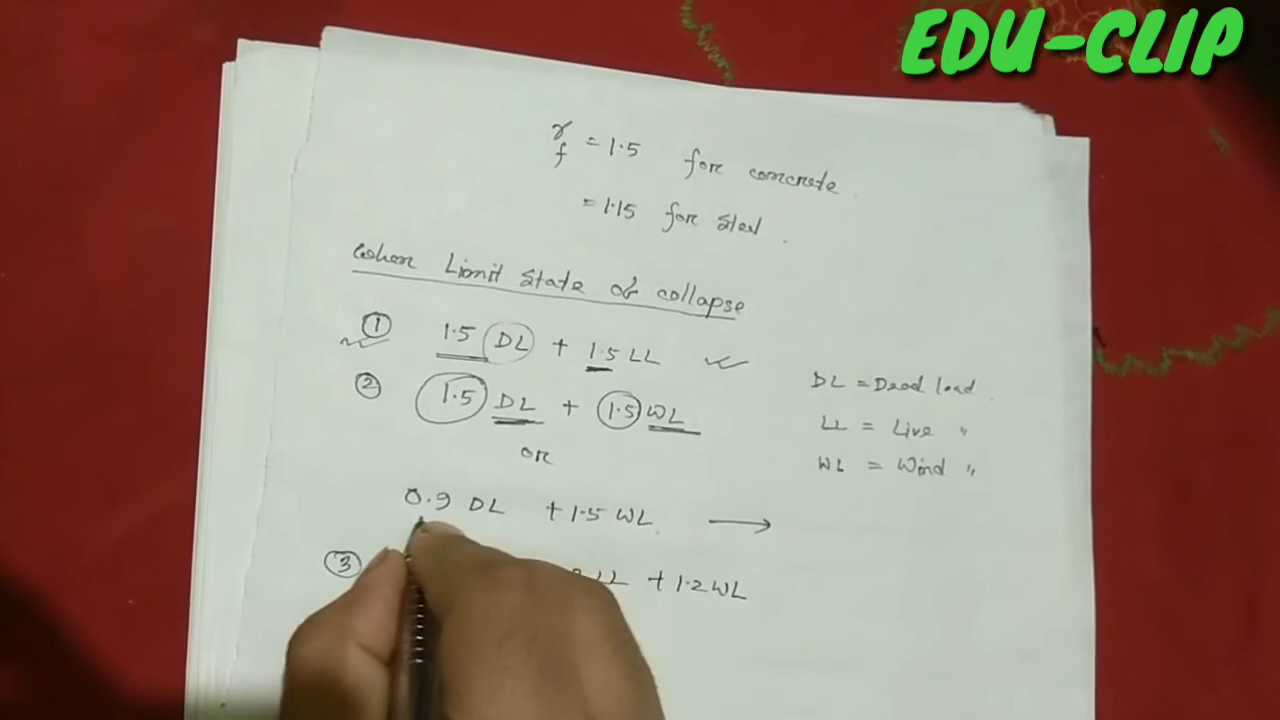 EDU-CLIP
γf = 1.5 for concrete
= 1.15 for steel
When Limit State of collapse
① 1.5 DL + 1.5 LL
② 1.5 DL + 1.5 WL
or
0.9 DL + 1.5 WL →
③ LL + 1.2 WL
DL = Dead load
LL = Live "
WL = Wind "